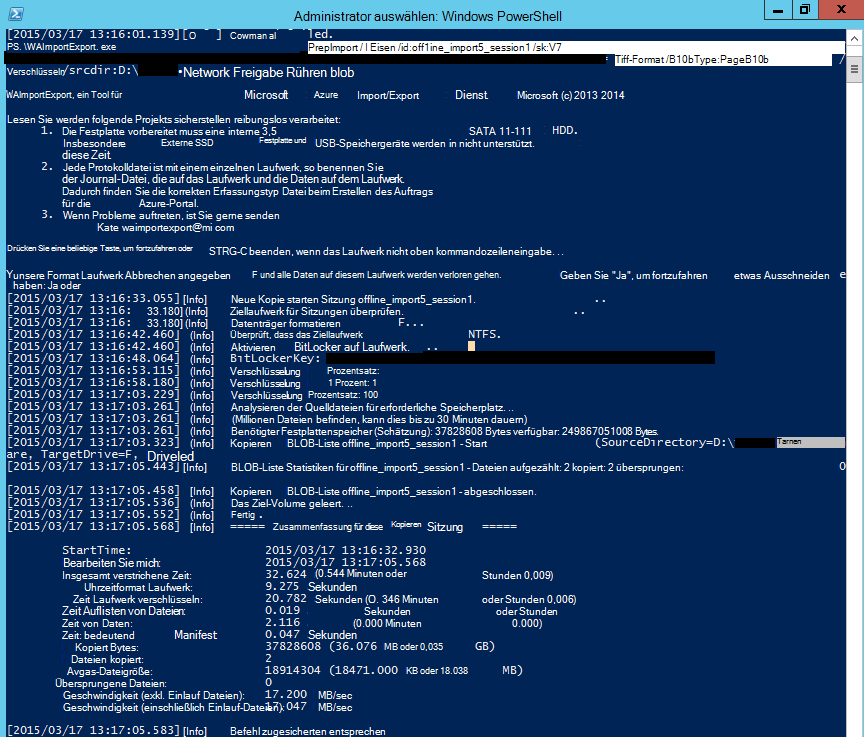 Administrator auswählen: Windows PowerShell
[2015/03/17 13:16:01.139][O ] Cowman al led.
PS. \WAImportExport. exe PrepImport / l Eisen /id:off1ine_import5_session1 /sk:V7
Tiff-Format /B10bType:PageB10b /
Verschlüsseln/srcdir:D:\ •Network Freigabe Rühren blob
WAImportExport, ein Tool für Microsoft Azure Import/Export Dienst. Microsoft (c) 2013 2014
Lesen Sie werden folgende Projekts sicherstellen reibungslos verarbeitet:
1. Die Festplatte vorbereitet muss eine interne 3,5 SATA 11-111 HDD.
Insbesondere Externe SSD Festplatte und USB-Speichergeräte werden in nicht unterstützt.
diese Zeit.
2. Jede Protokolldatei ist mit einem einzelnen Laufwerk, so benennen Sie
der Journal-Datei, die auf das Laufwerk und die Daten auf dem Laufwerk.
Dadurch finden Sie die korrekten Erfassungstyp Datei beim Erstellen des Auftrags
für die Azure-Portal.
3. Wenn Probleme auftreten, ist Sie gerne senden
Kate waimportexport@mi com
Drücken Sie eine beliebige Taste, um fortzufahren oder STRG-C beenden, wenn das Laufwerk nicht oben kommandozeileneingabe. . .
Yunsere Format Laufwerk Abbrechen angegeben F und alle Daten auf diesem Laufwerk werden verloren gehen. Geben Sie "Ja", um fortzufahren etwas Ausschneiden e
haben: Ja oder
[2015/03/17 13:16:33.055] [Info] Neue Kopie starten Sitzung offline_import5_session1. ..
[2015/03/17 13:16: 33.180] (Info) Ziellaufwerk für Sitzungen überprüfen. ..
[2015/03/17 13:16: 33.180] (Info) Datenträger formatieren F...
[2015/03/17 13:16:42.460] (Info) Überprüft, dass das Ziellaufwerk NTFS.
[2015/03/17 13:16:42.460] (Info) Aktivieren BitLocker auf Laufwerk. ..
[2015/03/17 13:16:48.064] [Info] BitLockerKey:
[2015/03/17 13:16:53.115] [Info] Verschlüsselung Prozentsatz:
[2015/03/17 13:16:58.180] [Info] Verschlüsselung 1 Prozent: 1
[2015/03/17 13:17:03.229] (Info) Verschlüsselung Prozentsatz: 100
[2015/03/17 13:17:03.261] (Info) Analysieren der Quelldateien für erforderliche Speicherplatz. ..
[2015/03/17 13:17:03.261] (Info) (Millionen Dateien befinden, kann dies bis zu 30 Minuten dauern)
[2015/03/17 13:17:03.261] (Info) Benötigter Festplattenspeicher (Schätzung): 37828608 Bytes verfügbar: 249867051008 Bytes.
[2015/03/17 13:17:03.323] [Info] Kopieren BLOB-Liste offline_import5_session1 - Start (SourceDirectory=D:\ Tarnen
are, TargetDrive=F, Driveled
[2015/03/17 13:17:05.443] [Info] BLOB-Liste Statistiken für offline_import5_session1 - Dateien aufgezählt: 2 kopiert: 2 übersprungen: 0
[2015/03/17 13:17:05.458] [Info] Kopieren BLOB-Liste offline_import5_session1 - abgeschlossen.
[2015/03/17 13:17:05.536] (Info) Das Ziel-Volume geleert. ..
[2015/03/17 13:17:05.552] (Info) Fertig .
[2015/03/17 13:17:05.568] [Info] ===== Zusammenfassung für diese Kopieren Sitzung =====
StartTime: 2015/03/17 13:16:32.930
Bearbeiten Sie mich: 2015/03/17 13:17:05.568
Insgesamt verstrichene Zeit: 32.624 (0.544 Minuten oder Stunden 0,009)
Uhrzeitformat Laufwerk: 9.275 Sekunden
Zeit Laufwerk verschlüsseln: 20.782 Sekunden (O. 346 Minuten oder Stunden 0,006)
Zeit Auflisten von Dateien: 0.019 Sekunden oder Stunden
Zeit von Daten: 2.116 (0.000 Minuten 0.000)
Zeit: bedeutend Manifest 0.047 Sekunden
Kopiert Bytes: 37828608 (36.076 MB oder 0,035 GB)
Dateien kopiert: 2
Avgas-Dateigröße: 18914304 (18471.000 KB oder 18.038 MB)
Übersprungene Dateien: 0
Geschwindigkeit (exkl. Einlauf Dateien): 17.200 MB/sec
Geschwindigkeit (einschließlich Einlauf-Dateien): 17.047 MB/sec
[2015/03/17 13:17:05.583] [Info] Befehl zugesicherten entsprechen